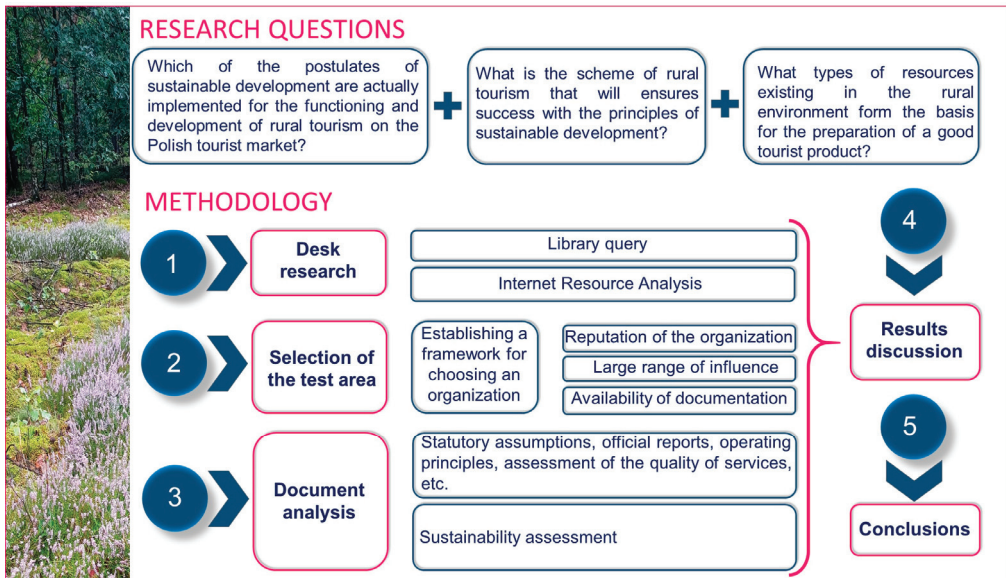 RESEARCH QUESTIONS
Which of the postulates of
sustainable development are actually
implemented for the functioning and
development of rural tourism on the
Polish tourist market?
+
What is the scheme of rural
tourism that will ensures
success with the principles of
sustainable development?
+
What types of resources
existing in the rural
environment form the basis
for the preparation of a good
tourist product?
METHODOLOGY
1
Desk
research
Library query
Internet Resource Analysis
2
Selection of
the test area
Establishing a
framework for
choosing an
organization
Reputation of the organization
Large range of influence
Availability of documentation
3
Document
analysis
Statutory assumptions, official reports, operating
principles, assessment of the quality of services,
etc.
Sustainability assessment
4
Results
discussion
5
Conclusions